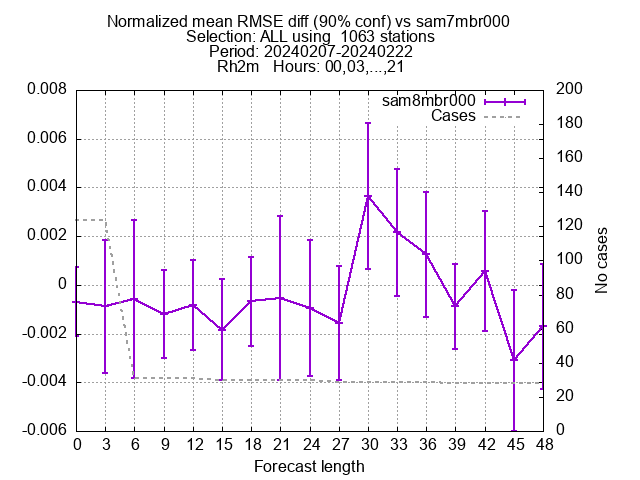 Normalized mean RMSE diff (90% conf) vs sam7mbr000
Selection: ALL using  1063 stations
Period: 20240207-20240222
Rh2m   Hours: 00,03,...,21
sam8mbr000
Cases
0.008
0.006
0.004
0.002
0
-0.002
-0.004
-0.006
200
180
160
140
120
100
80
60
40
20
0
No cases
0 3 6 9 12 15 18 21 24 27 30 33 36 39 42 45 48
Forecast length